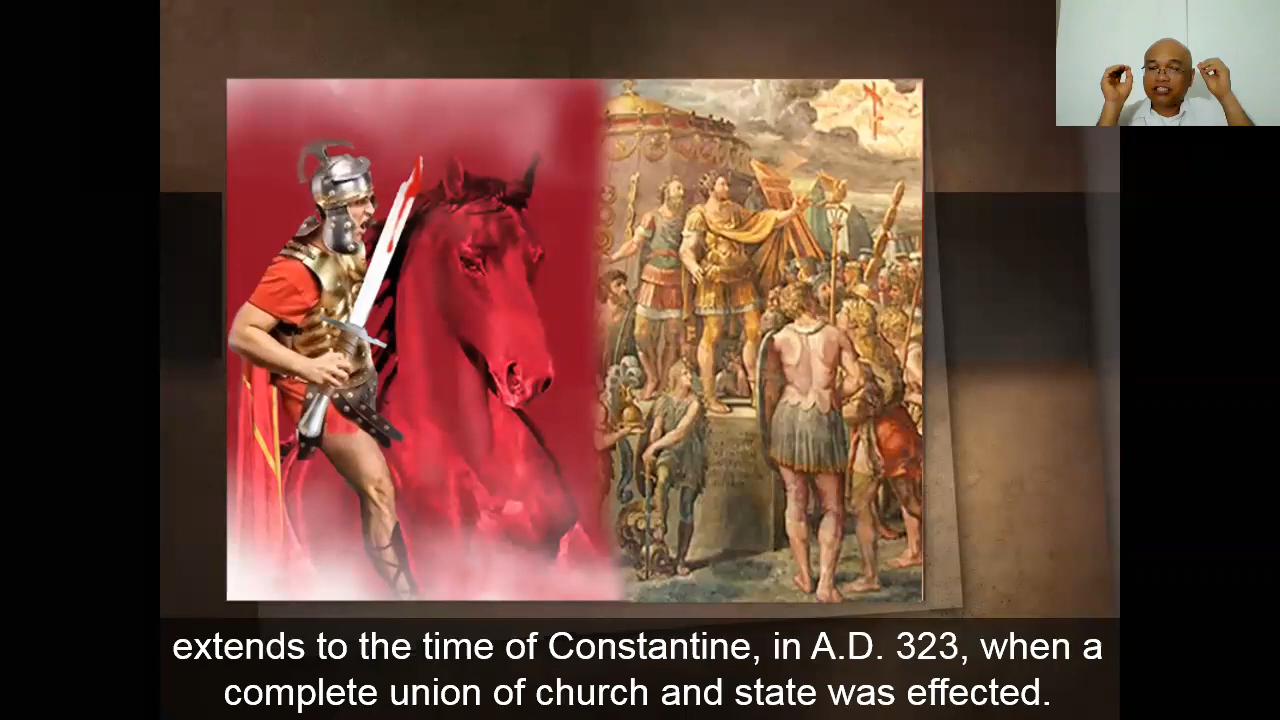 extends to the time of Constantine, in A.D. 323, when a
complete union of church and state was effected.